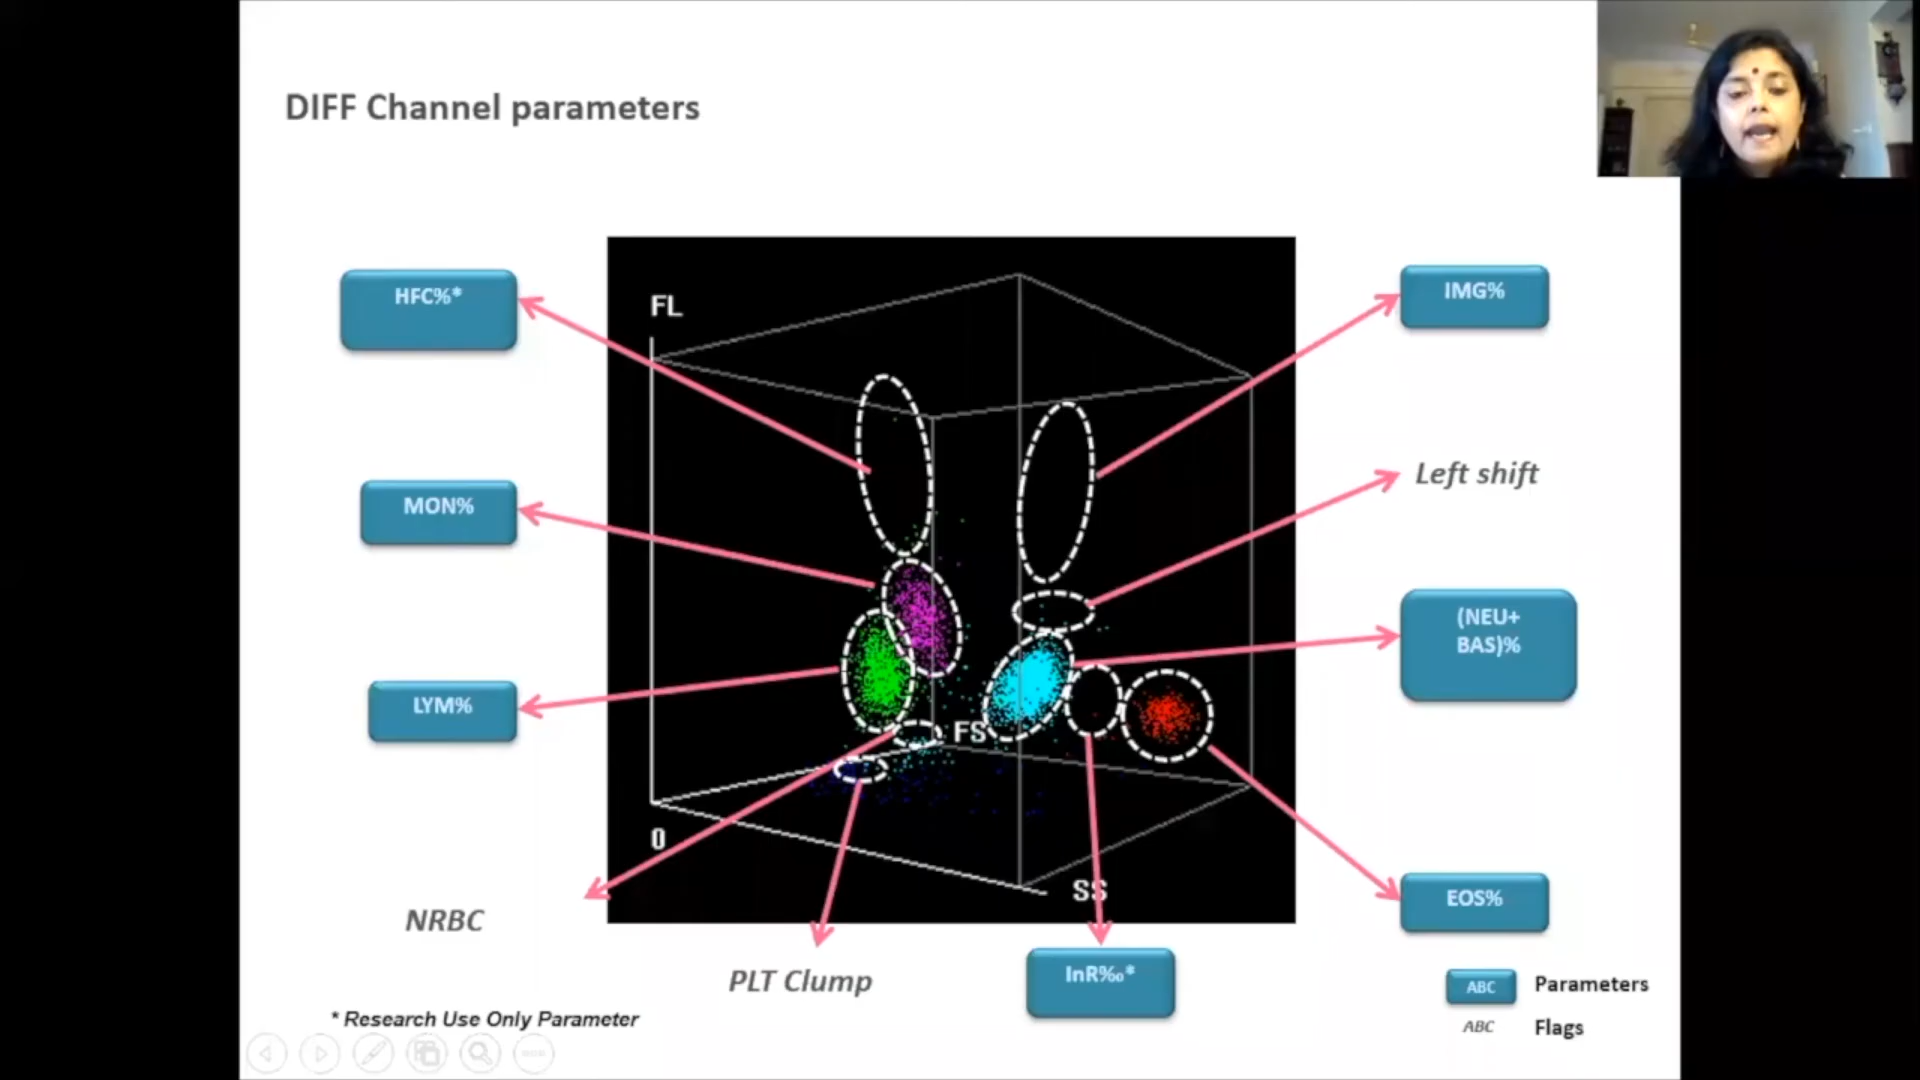 DIFF Channel parameters
HFC%*
IMG%
FL
Left shift
MON%
(NEU+
BAS)%
LYM%
FS
0
SS
EOS%
NRBC
PLT Clump
InR‰*
ABC Parameters
* Research Use Only Parameter
ABC Flags